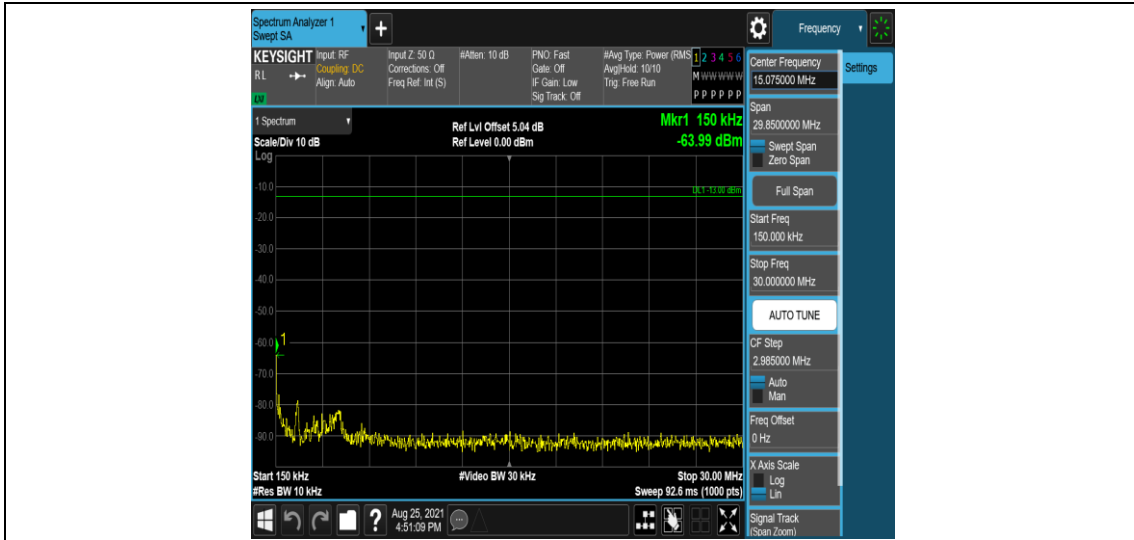 Spectrum Analyzer 1
Swept SA
Frequency
KEYSIGHT
RL
LXI
Input: RF
Coupling: DC
Align: Auto
Input Z: 50 Ω
Corrections: Off
Freq Ref: Int (S)
#Atten: 10 dB
PNO: Fast
Gate: Off
IF Gain: Low
Sig Track: Off
#Avg Type: Power (RMS
Avg|Hold: 10/10
Trig: Free Run
1 2 3 4 5 6
M W W W W W
P P P P P P
Center Frequency
15.075000 MHz
Settings
Span
29.8500000 MHz
Swept Span
Zero Span
Full Span
Start Freq
150.000 kHz
Stop Freq
30.000000 MHz
AUTO TUNE
CF Step
2.985000 MHz
Auto
Man
Freq Offset
0 Hz
X Axis Scale
Log
Lin
Signal Track
(Span Zoom)
1 Spectrum
Scale/Div 10 dB
Log
Ref Lvl Offset 5.04 dB
Ref Level 0.00 dBm
Mkr1 150 kHz
-63.99 dBm
DL1 -13.00 dBm
-10.0
-20.0
-30.0
-40.0
-50.0
-60.0
1
-70.0
-80.0
-90.0
Start 150 kHz
#Res BW 10 kHz
#Video BW 30 kHz
Stop 30.00 MHz
Sweep 92.6 ms (1000 pts)
?
Aug 25, 2021
4:51:09 PM